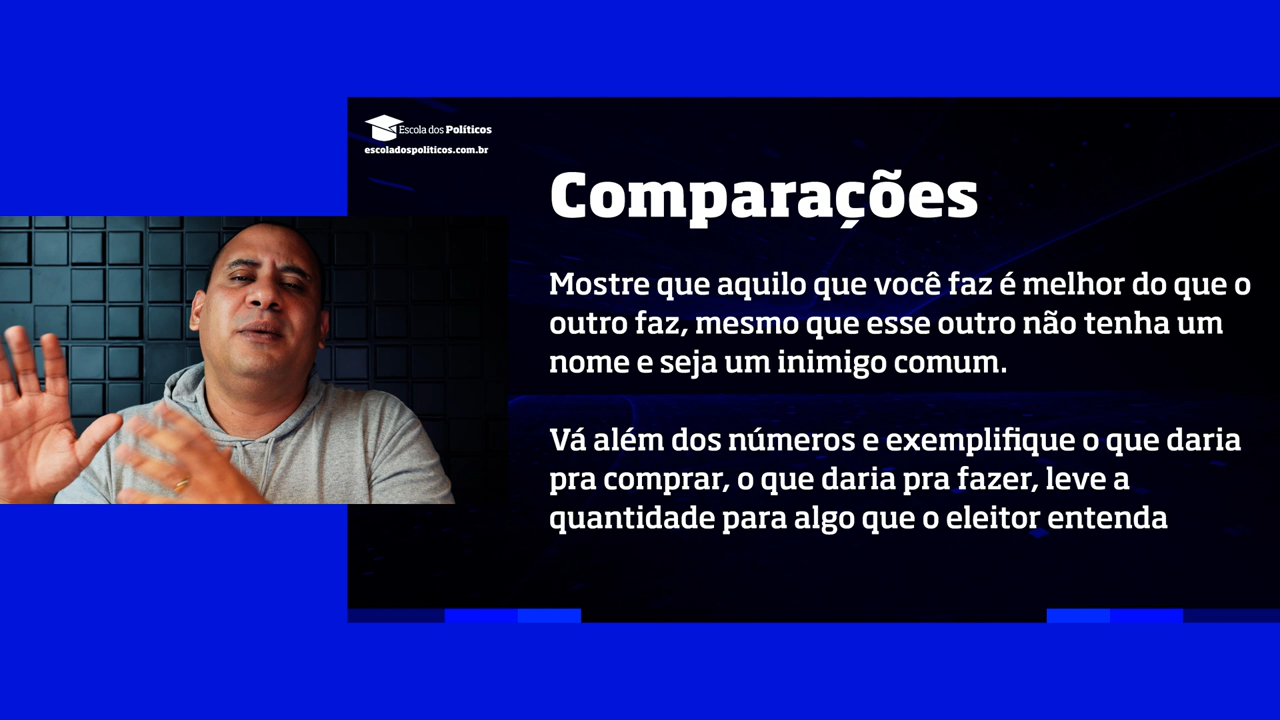 Escola dos Políticos
escoladospoliticos.com.br
Comparações
Mostre que aquilo que você faz é melhor do que o
outro faz, mesmo que esse outro não tenha um
nome e seja um inimigo comum.
Vá além dos números e exemplifique o que daria
pra comprar, o que daria pra fazer, leve a
quantidade para algo que o eleitor entenda